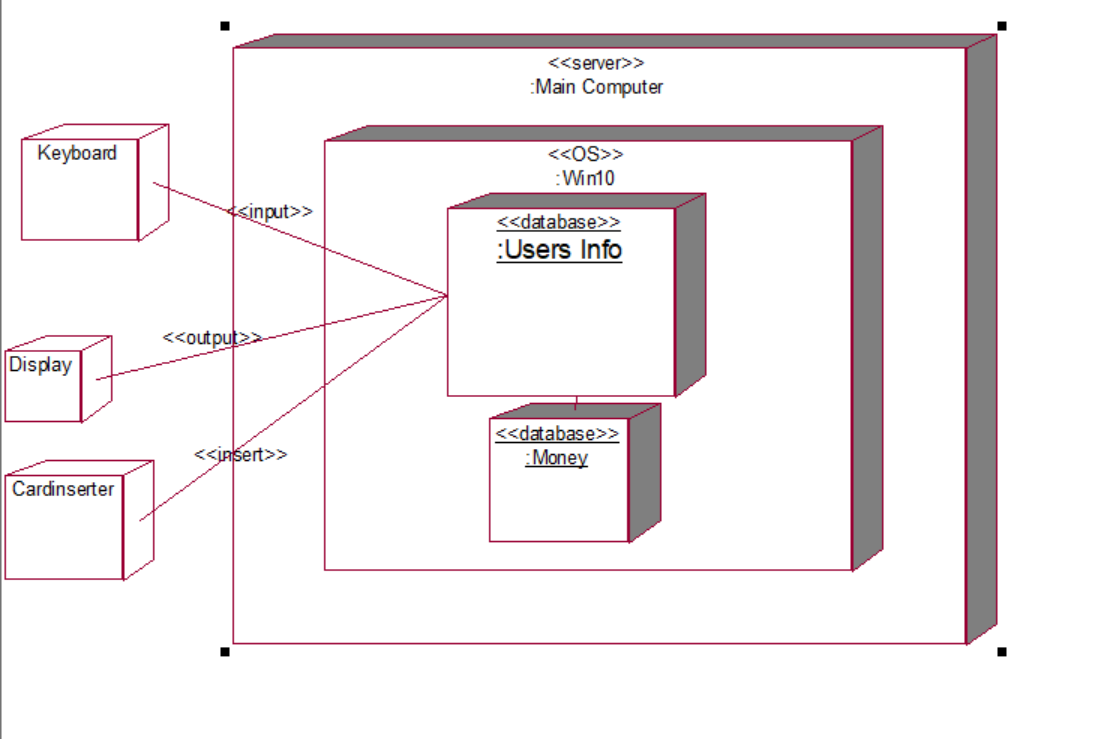 <<server>>
:Main Computer
Keyboard
<<OS>>
:Win10
<<input>>
<<database>>
:Users Info
<<output>>
Display
<<database>>
:Money
<<insert>>
Cardinserter